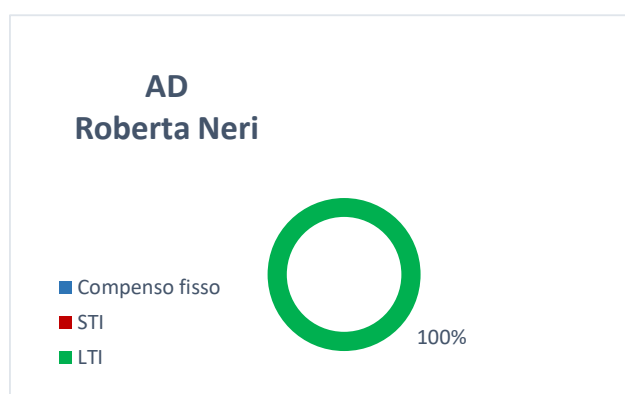 AD
Roberta Neri
Compenso fisso
STI
LTI
100%